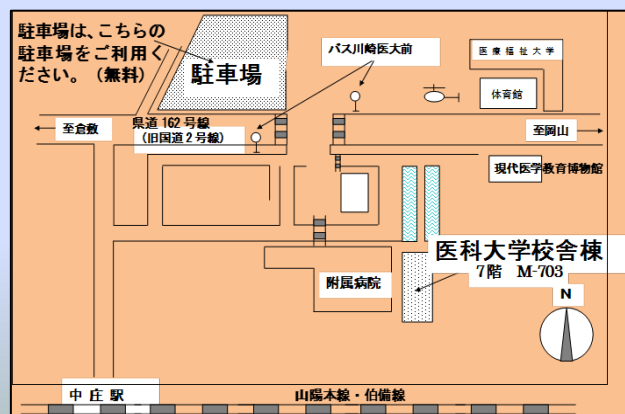 駐車場は、こちらの
駐車場をご利用く
ださい。（無料）
駐車場
バス川崎医大前
医療福祉大学
体育館
至倉敷
県道162号線
（旧国道2号線）
至岡山
現代医学教育博物館
医科大学校舎棟
7階 M-703
附属病院
N
中庄駅
山陽本線・伯備線